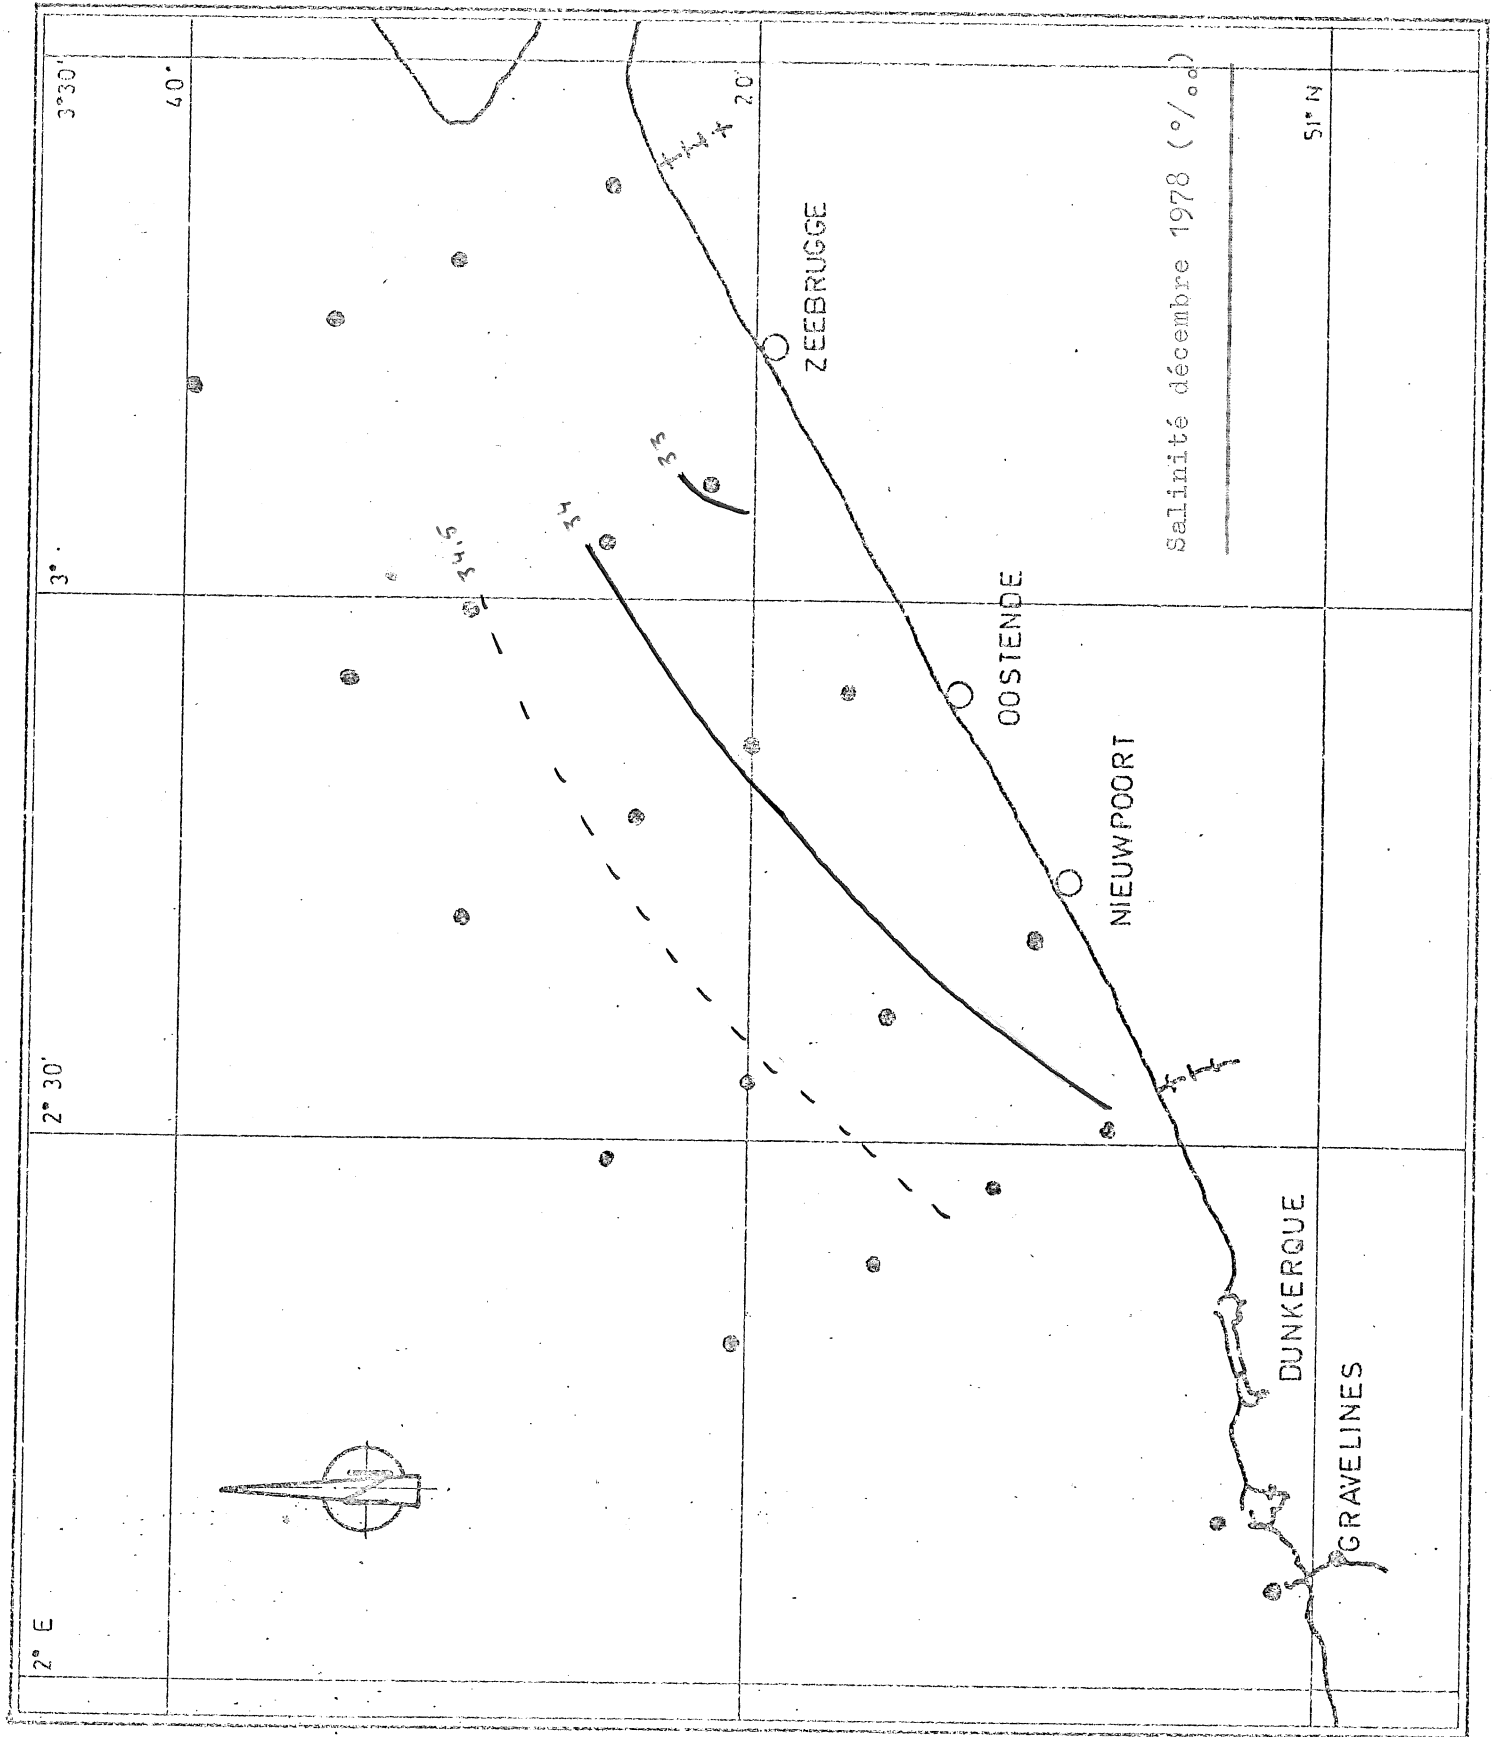 2° E
2° 30'
3°
3°30'
40'
20'
51° N
34.5
34
33
ZEEBRUGGE
OOSTENDE
NIEUWPOORT
DUNKERQUE
GRAVELINES
Salinité décembre 1978 (°/oo)